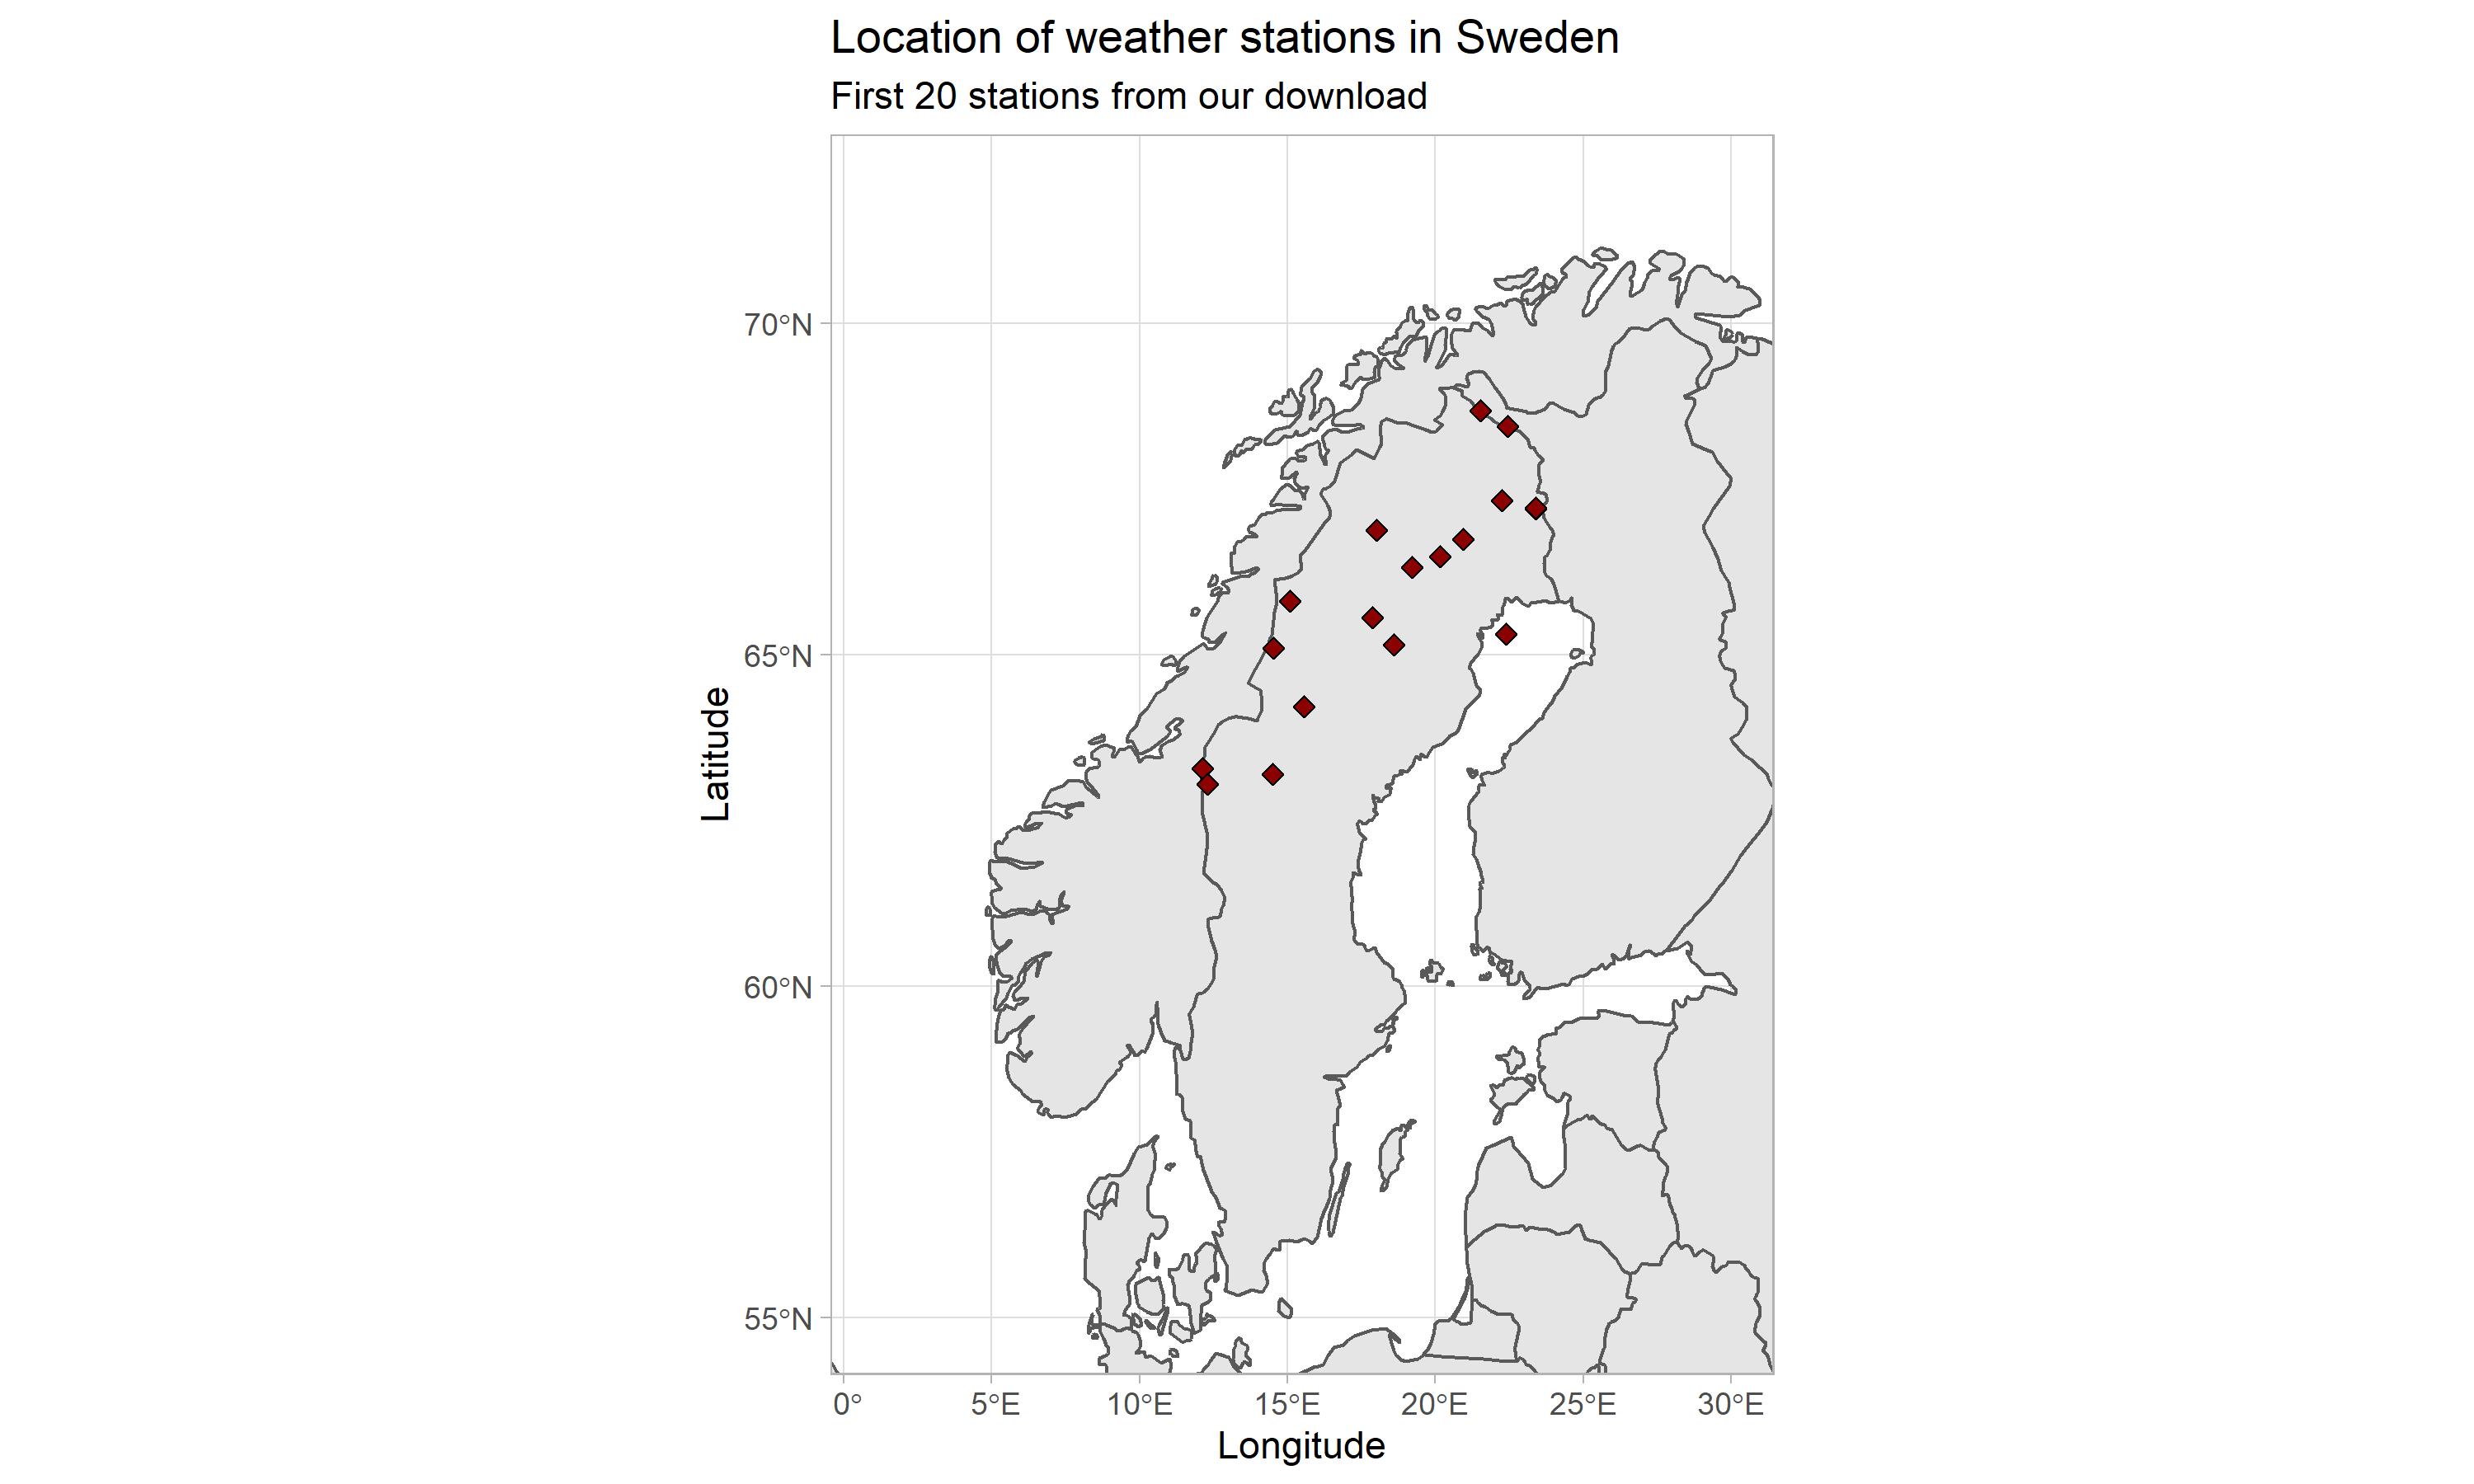 Location of weather stations in Sweden
First 20 stations from our download
70°N
65°N
60°N
55°N
Latitude
0° 5°E 10°E 15°E 20°E 25°E 30°E
Longitude